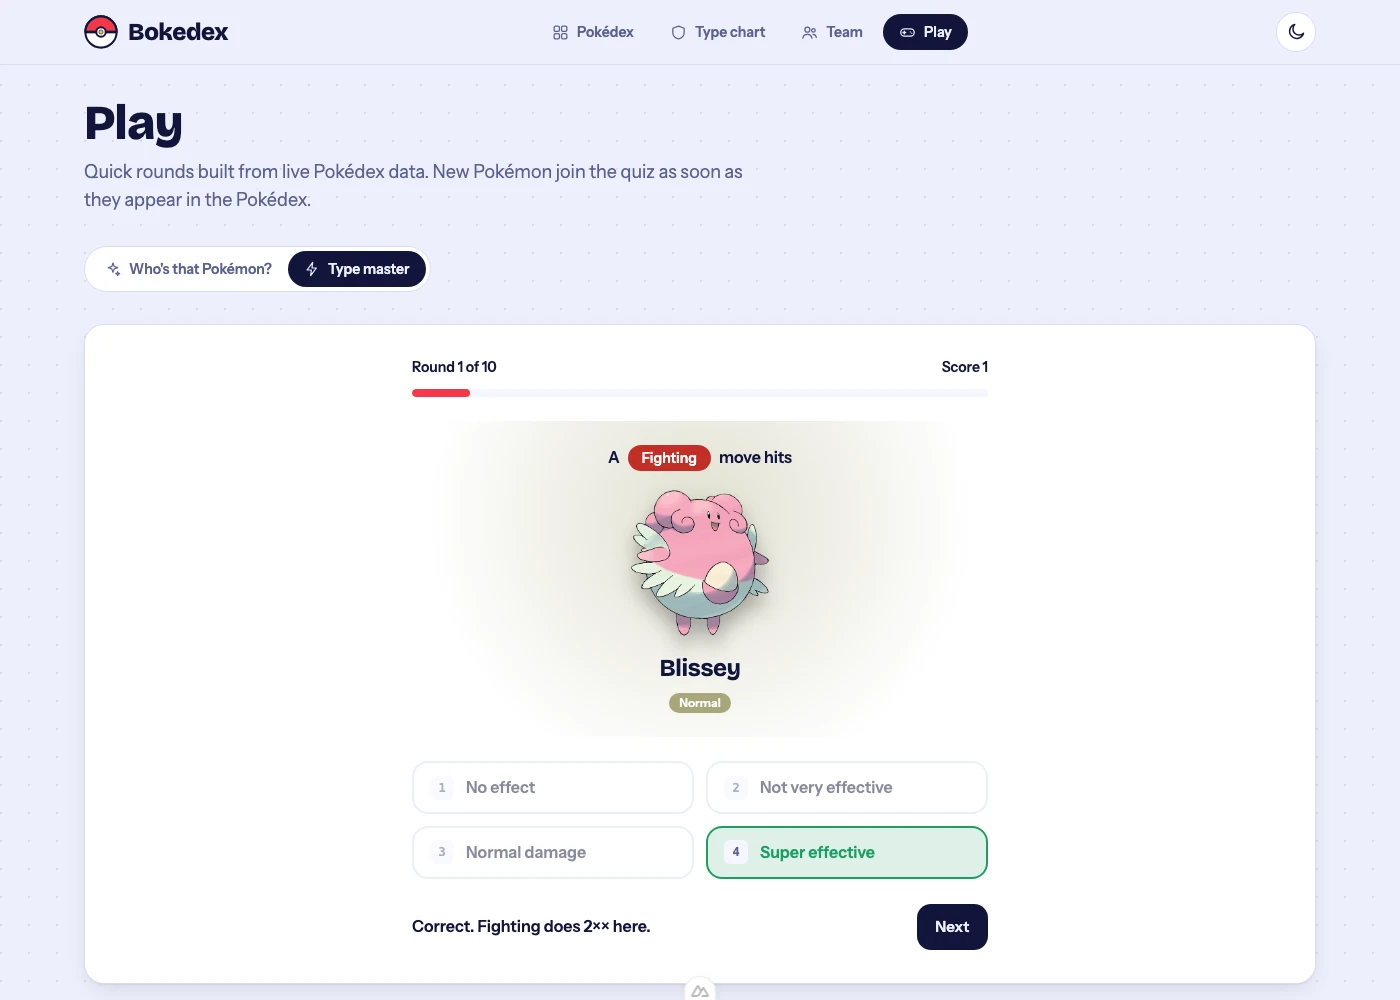 Bokedex
Pokédex
Type chart
Team
Play
Play
Quick rounds built from live Pokédex data. New Pokémon join the quiz as soon as
they appear in the Pokédex.
Who's that Pokémon?
Type master
Round 1 of 10
Score 1
A Fighting move hits
Blissey
Normal
1 No effect
2 Not very effective
3 Normal damage
4 Super effective
Correct. Fighting does 2×× here.
Next